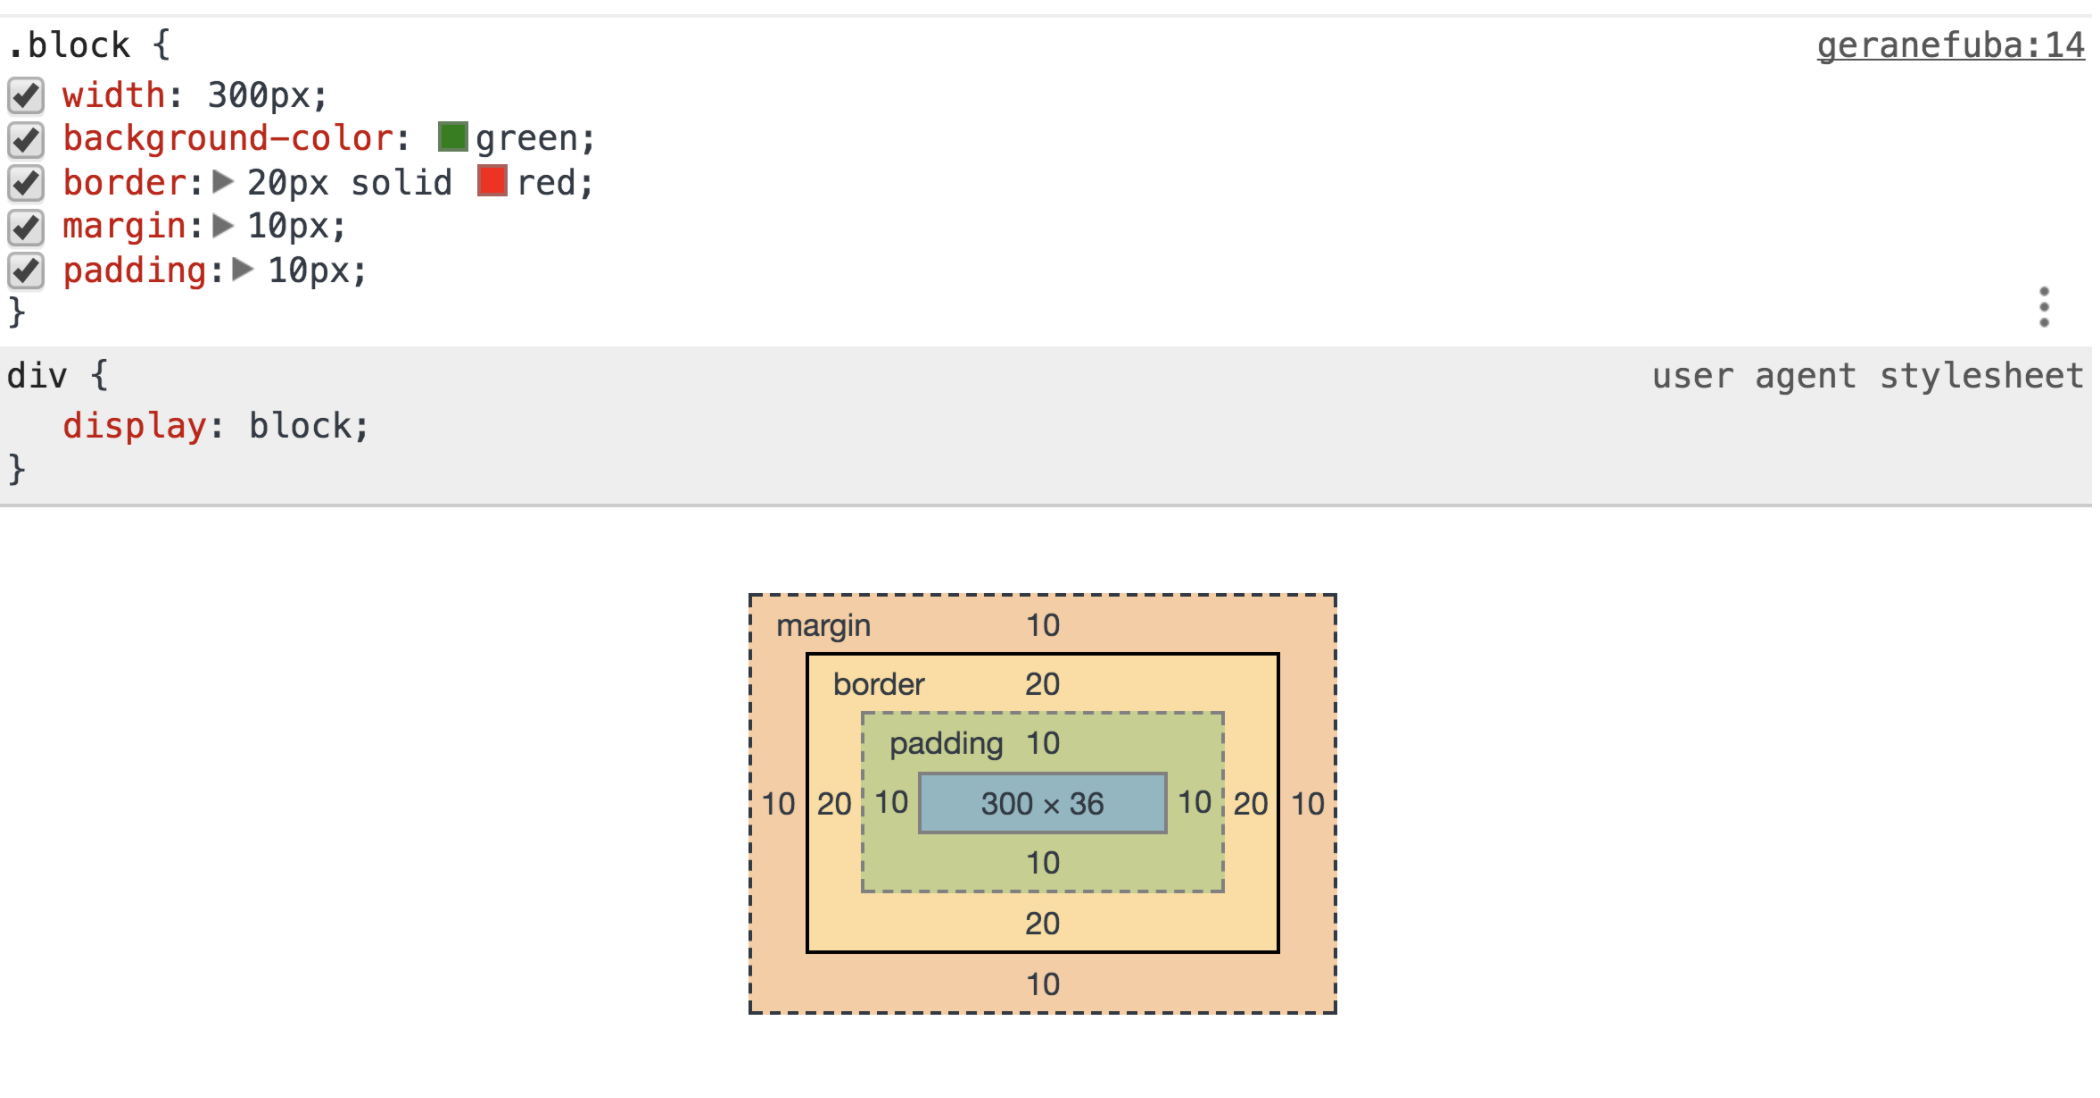 .block { geranefuba:14
width: 300px;
background-color: green;
border: 20px solid red;
margin: 10px;
padding: 10px;
}
div { user agent stylesheet
display: block;
}
margin 10
border 20
padding 10
10 20 10 300 × 36 10 20 10
10
20
10